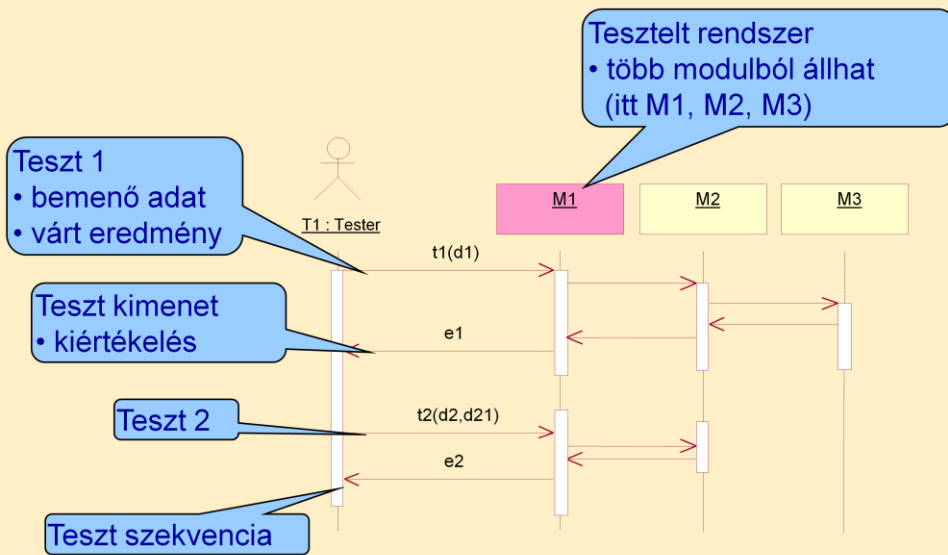 Tesztelt rendszer
• több modulból állhat
(itt M1, M2, M3)
Teszt 1
• bemenő adat
• várt eredmény
T1 : Tester
M1
M2
M3
t1(d1)
Teszt kimenet
• kiértékelés
e1
Teszt 2
t2(d2,d21)
e2
Teszt szekvencia